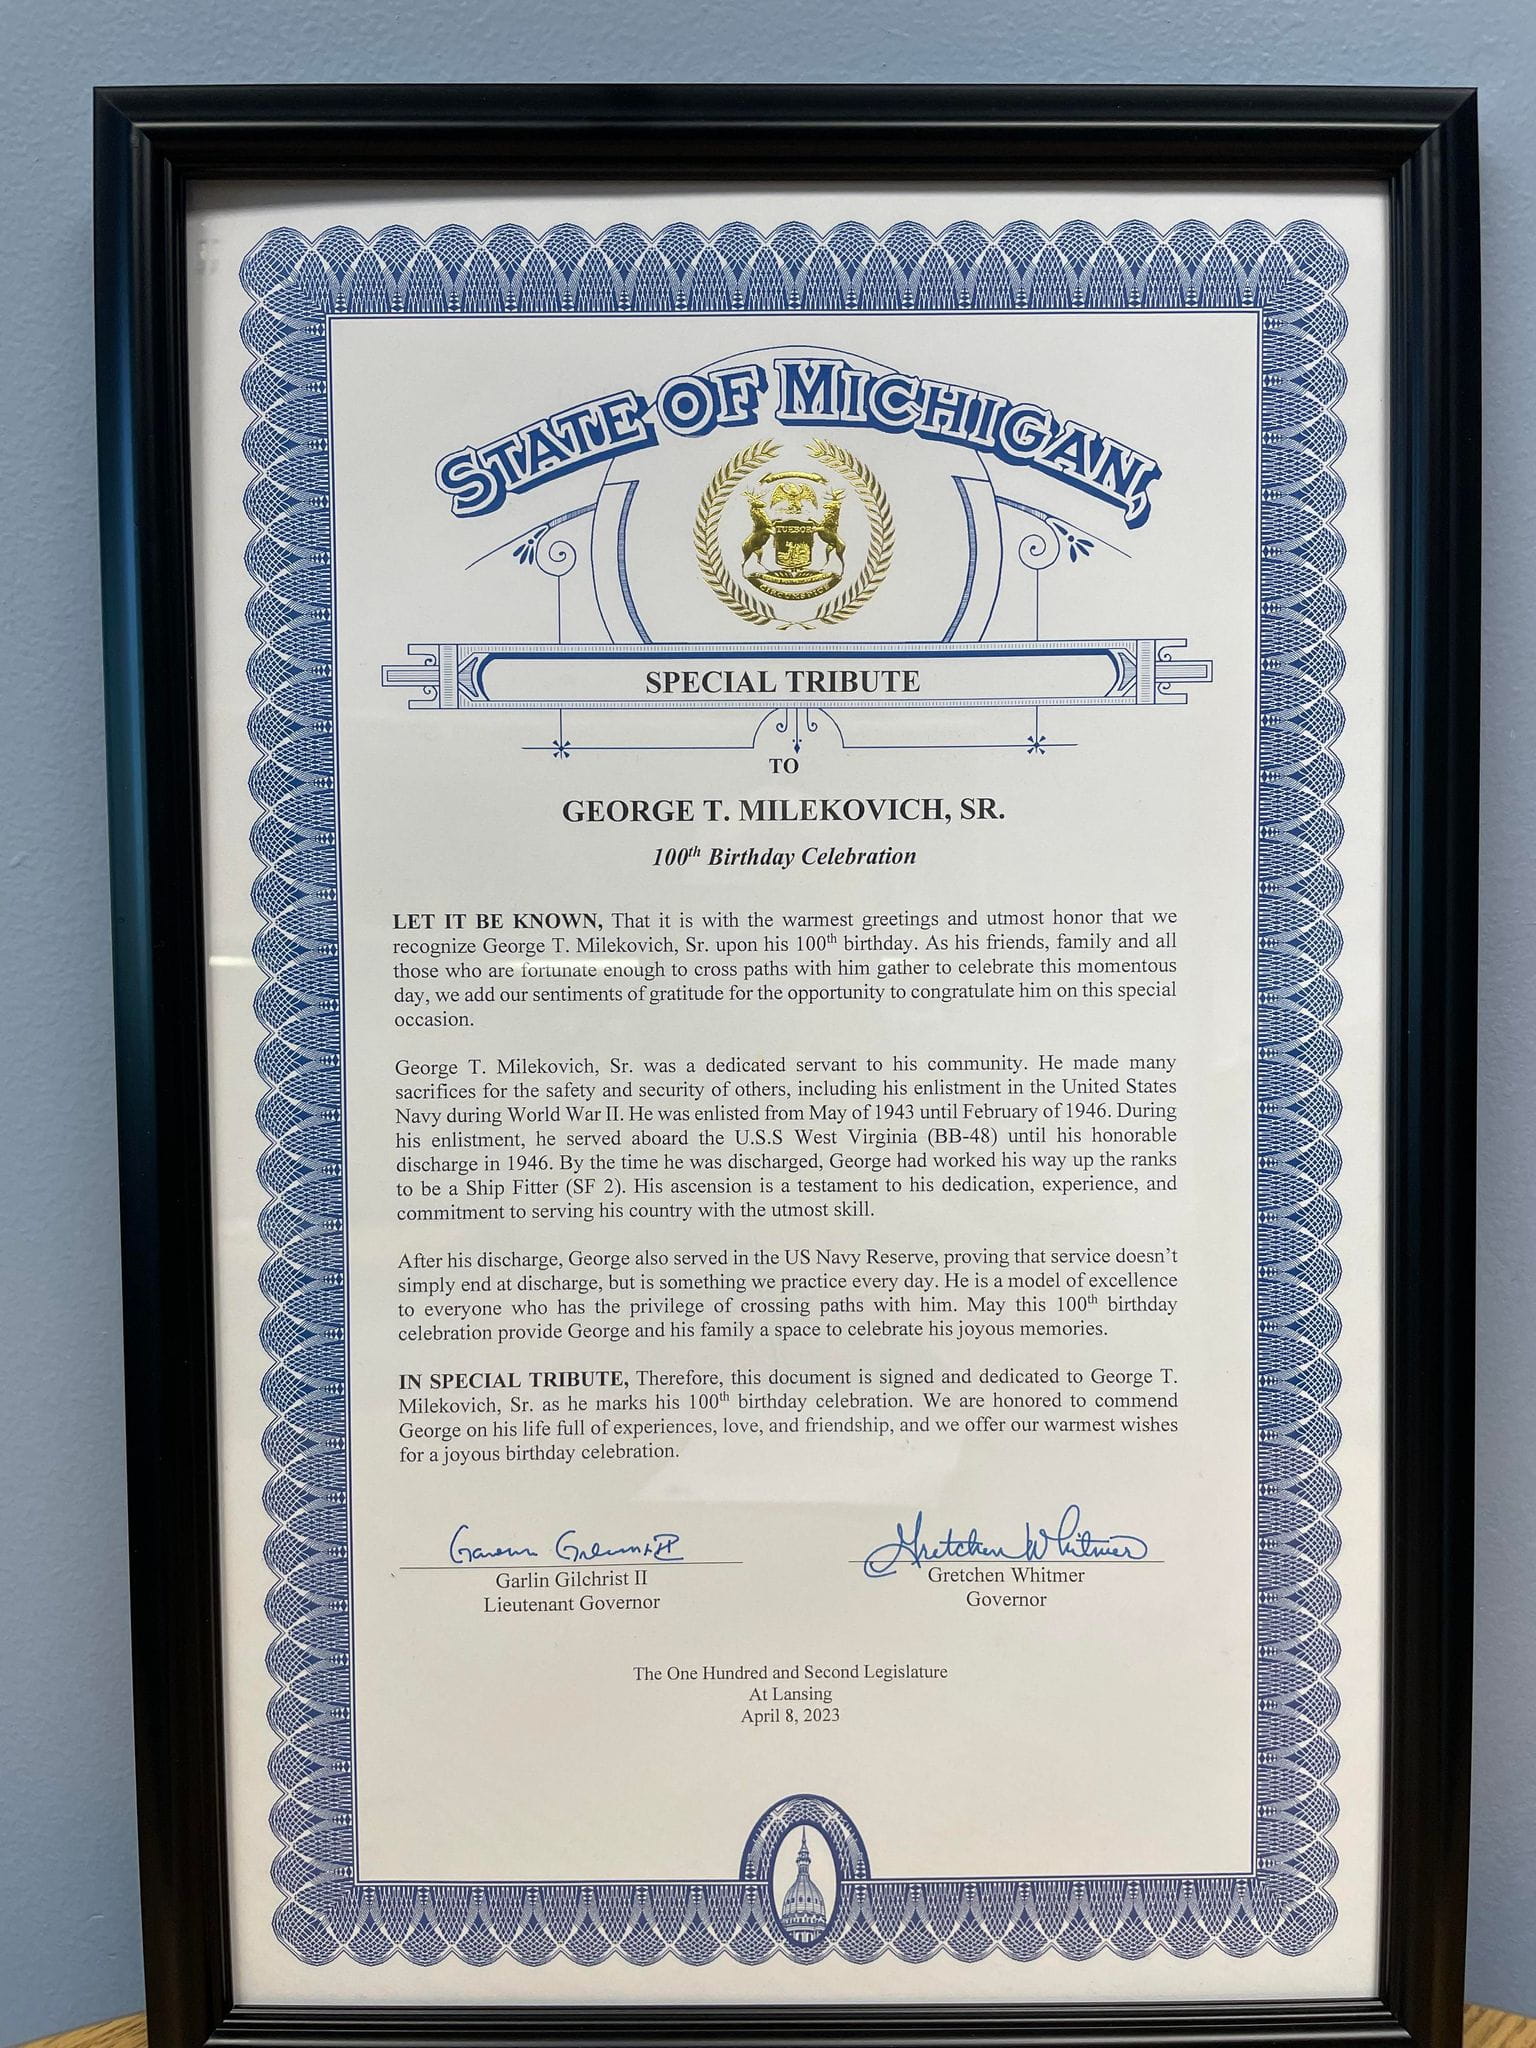 STATE OF MICHIGAN,
TUEBOR
CIRCUMSPICE
SPECIAL TRIBUTE
TO
GEORGE T. MILEKOVICH, SR.
100th Birthday Celebration
LET IT BE KNOWN, That it is with the warmest greetings and utmost honor that we
recognize George T. Milekovich, Sr. upon his 100th birthday. As his friends, family and all
those who are fortunate enough to cross paths with him gather to celebrate this momentous
day, we add our sentiments of gratitude for the opportunity to congratulate him on this special
occasion.
George T. Milekovich, Sr. was a dedicated servant to his community. He made many
sacrifices for the safety and security of others, including his enlistment in the United States
Navy during World War II. He was enlisted from May of 1943 until February of 1946. During
his enlistment, he served aboard the U.S.S West Virginia (BB-48) until his honorable
discharge in 1946. By the time he was discharged, George had worked his way up the ranks
to be a Ship Fitter (SF 2). His ascension is a testament to his dedication, experience, and
commitment to serving his country with the utmost skill.
After his discharge, George also served in the US Navy Reserve, proving that service doesn’t
simply end at discharge, but is something we practice every day. He is a model of excellence
to everyone who has the privilege of crossing paths with him. May this 100th birthday
celebration provide George and his family a space to celebrate his joyous memories.
IN SPECIAL TRIBUTE, Therefore, this document is signed and dedicated to George T.
Milekovich, Sr. as he marks his 100th birthday celebration. We are honored to commend
George on his life full of experiences, love, and friendship, and we offer our warmest wishes
for a joyous birthday celebration.
Gretchen Whitmer
Garlin Gilchrist II
Lieutenant Governor
Gretchen Whitmer
Governor
The One Hundred and Second Legislature
At Lansing
April 8, 2023